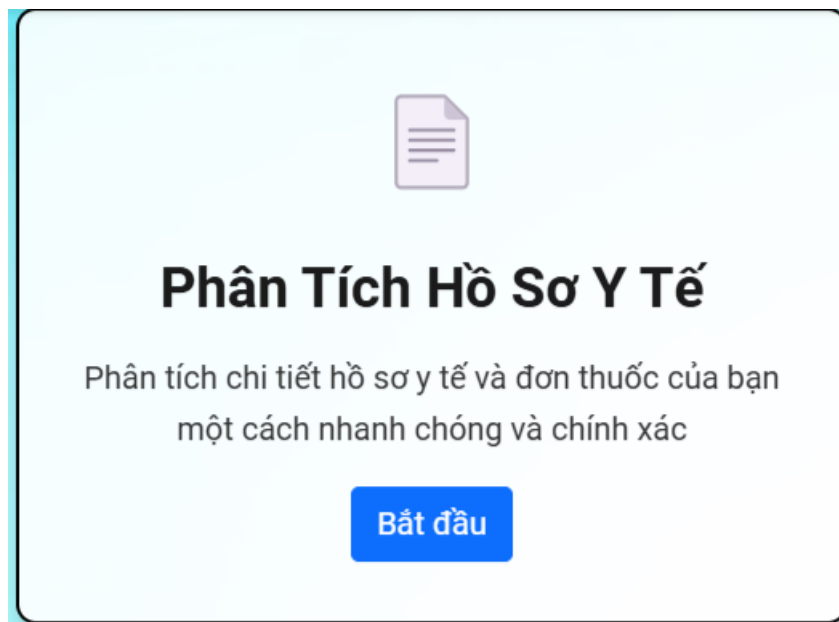 Phân Tích Hồ Sơ Y Tế
Phân tích chi tiết hồ sơ y tế và đơn thuốc của bạn
một cách nhanh chóng và chính xác
Bắt đầu